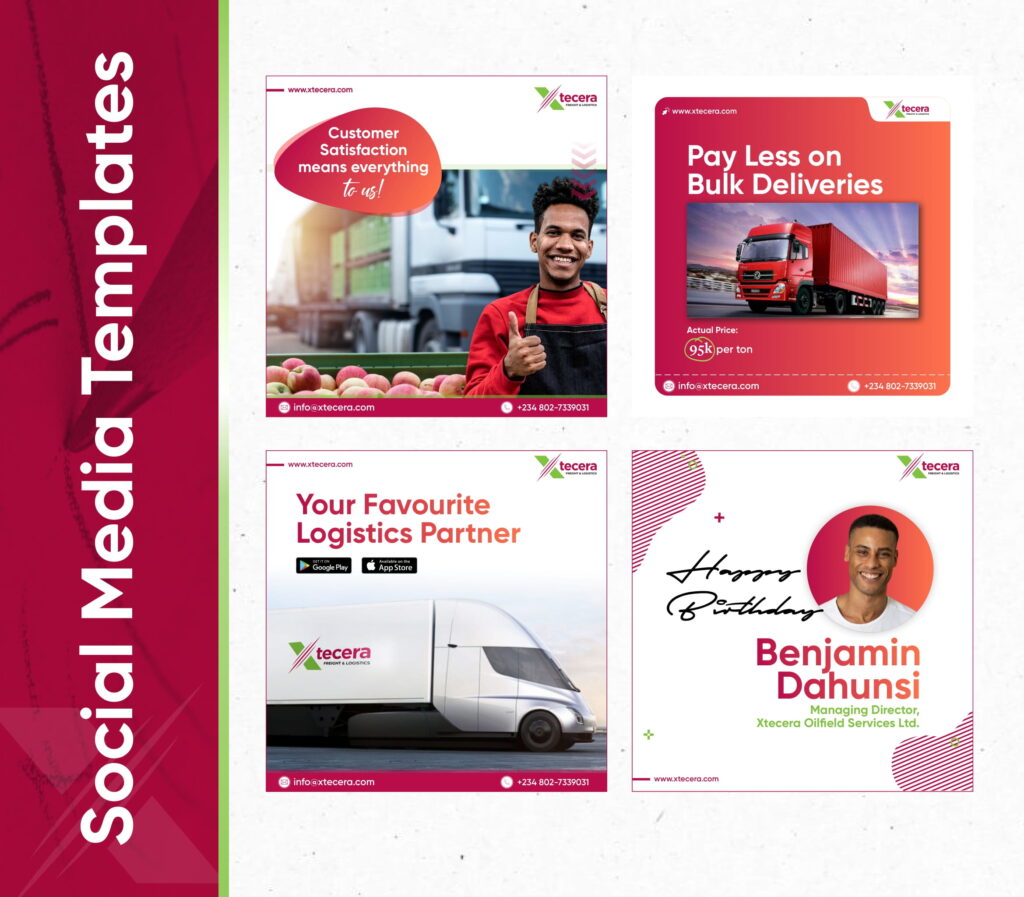 Social Media Templates
www.xtecera.com
Xtecera
FREIGHT & LOGISTICS
Customer
Satisfaction
means everything
to us!
info@xtecera.com
+234 802-7339031
www.xtecera.com
Xtecera
FREIGHT & LOGISTICS
Pay Less on
Bulk Deliveries
Actual Price:
95k per ton
info@xtecera.com
+234 802-7339031
www.xtecera.com
Xtecera
FREIGHT & LOGISTICS
Your Favourite
Logistics Partner
GET IT ON
Google Play
Available on the
App Store
Xtecera
FREIGHT & LOGISTICS
info@xtecera.com
+234 802-7339031
Xtecera
FREIGHT & LOGISTICS
Happy
Birthday
Benjamin
Dahunsi
Managing Director,
Xtecera Oilfield Services Ltd.
www.xtecera.com